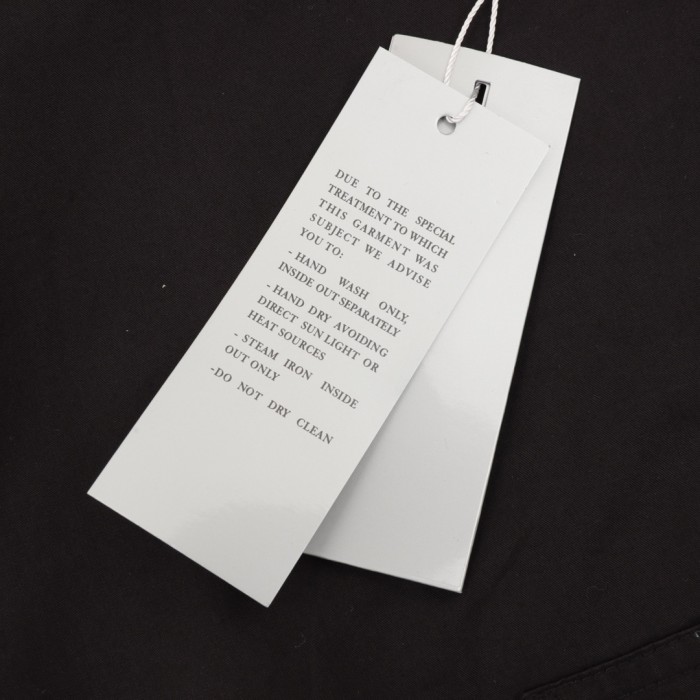 DUE TO THE SPECIAL
TREATMENT TO WHICH
THIS GARMENT WAS
SUBJECT WE ADVISE
YOU TO:
- HAND WASH ONLY,
INSIDE OUT SEPARATELY
- HAND DRY AVOIDING
DIRECT SUN LIGHT OR
HEAT SOURCES
- STEAM IRON INSIDE
OUT ONLY
-DO NOT DRY CLEAN